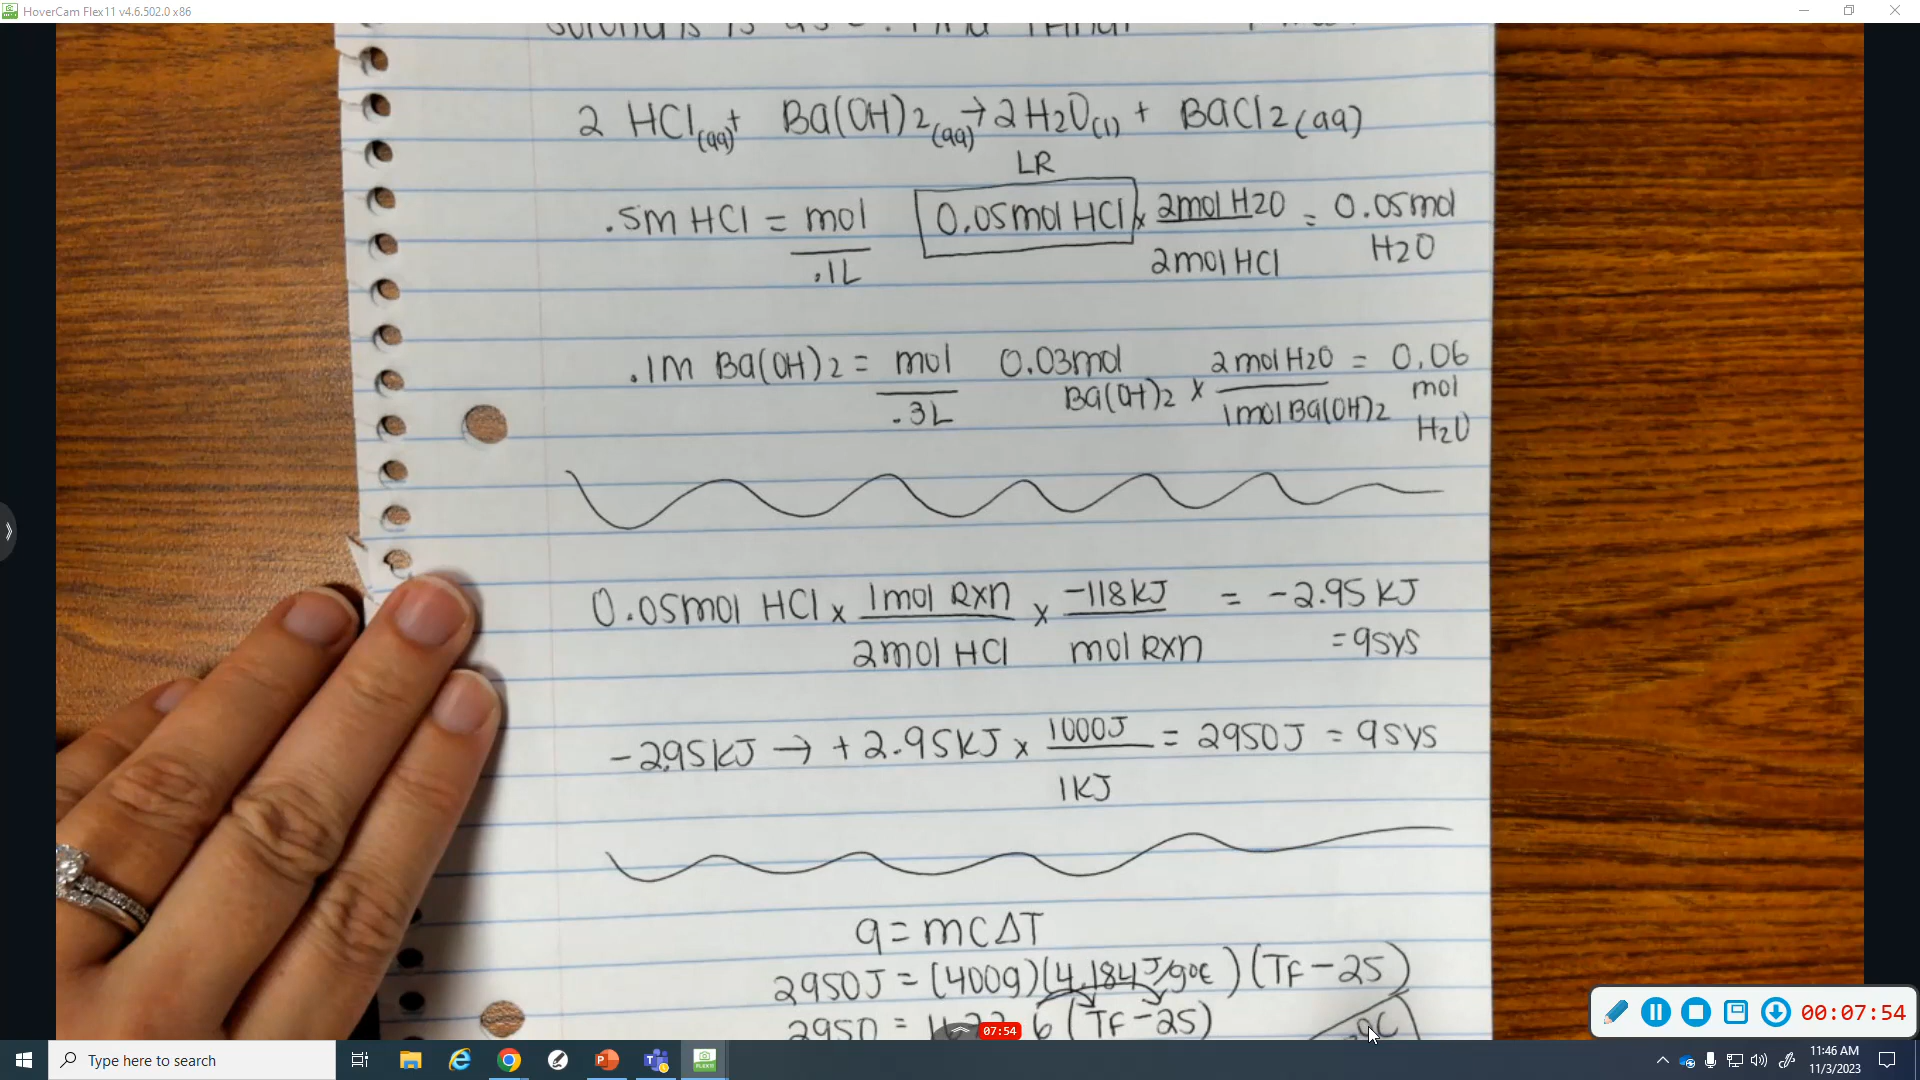 HoverCam Flex11 v4.6.502.0 x86
2 HCl(aq)+ Ba(OH)2(aq)→2H2O(l) + BaCl2(aq)
LR
.5M HCl = mol/.1L 0.05mol HCl x 2mol H2O/2mol HCl = 0.05mol H2O
.1M Ba(OH)2 = mol/.3L 0.03mol Ba(OH)2 x 2mol H2O/1mol Ba(OH)2 = 0.06 mol H2O
0.05mol HCl x 1mol Rxn/2mol HCl x -118KJ/mol Rxn = -2.95KJ
= qsys
-2.95KJ → +2.95KJ x 1000J/1KJ = 2950J = qsys
q = mCΔT
2950J = (400g)(4.184J/g°C)(TF-25)
2950 = 6(TF-25)
07:54
00:07:54
Type here to search
11:46 AM
11/3/2023